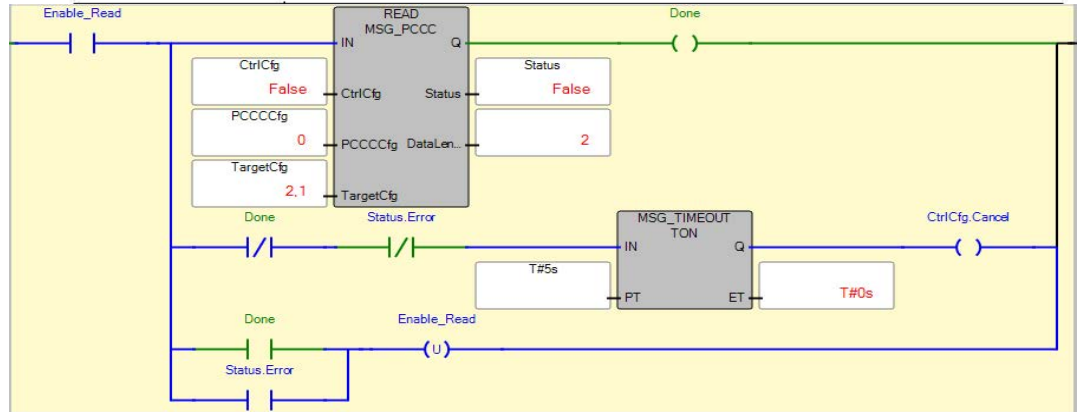 Enable_Read
READ
MSG_PCCC
Done
IN
Q
CtrlCfg
False
CtrlCfg
Status
Status
False
PCCCCfg
0
PCCCCfg
DataLen...
2
TargetCfg
2,1
TargetCfg
Done
Status.Error
MSG_TIMEOUT
TON
CtrlCfg.Cancel
IN
Q
T#5s
PT
ET
T#0s
Done
Enable_Read
U
Status.Error